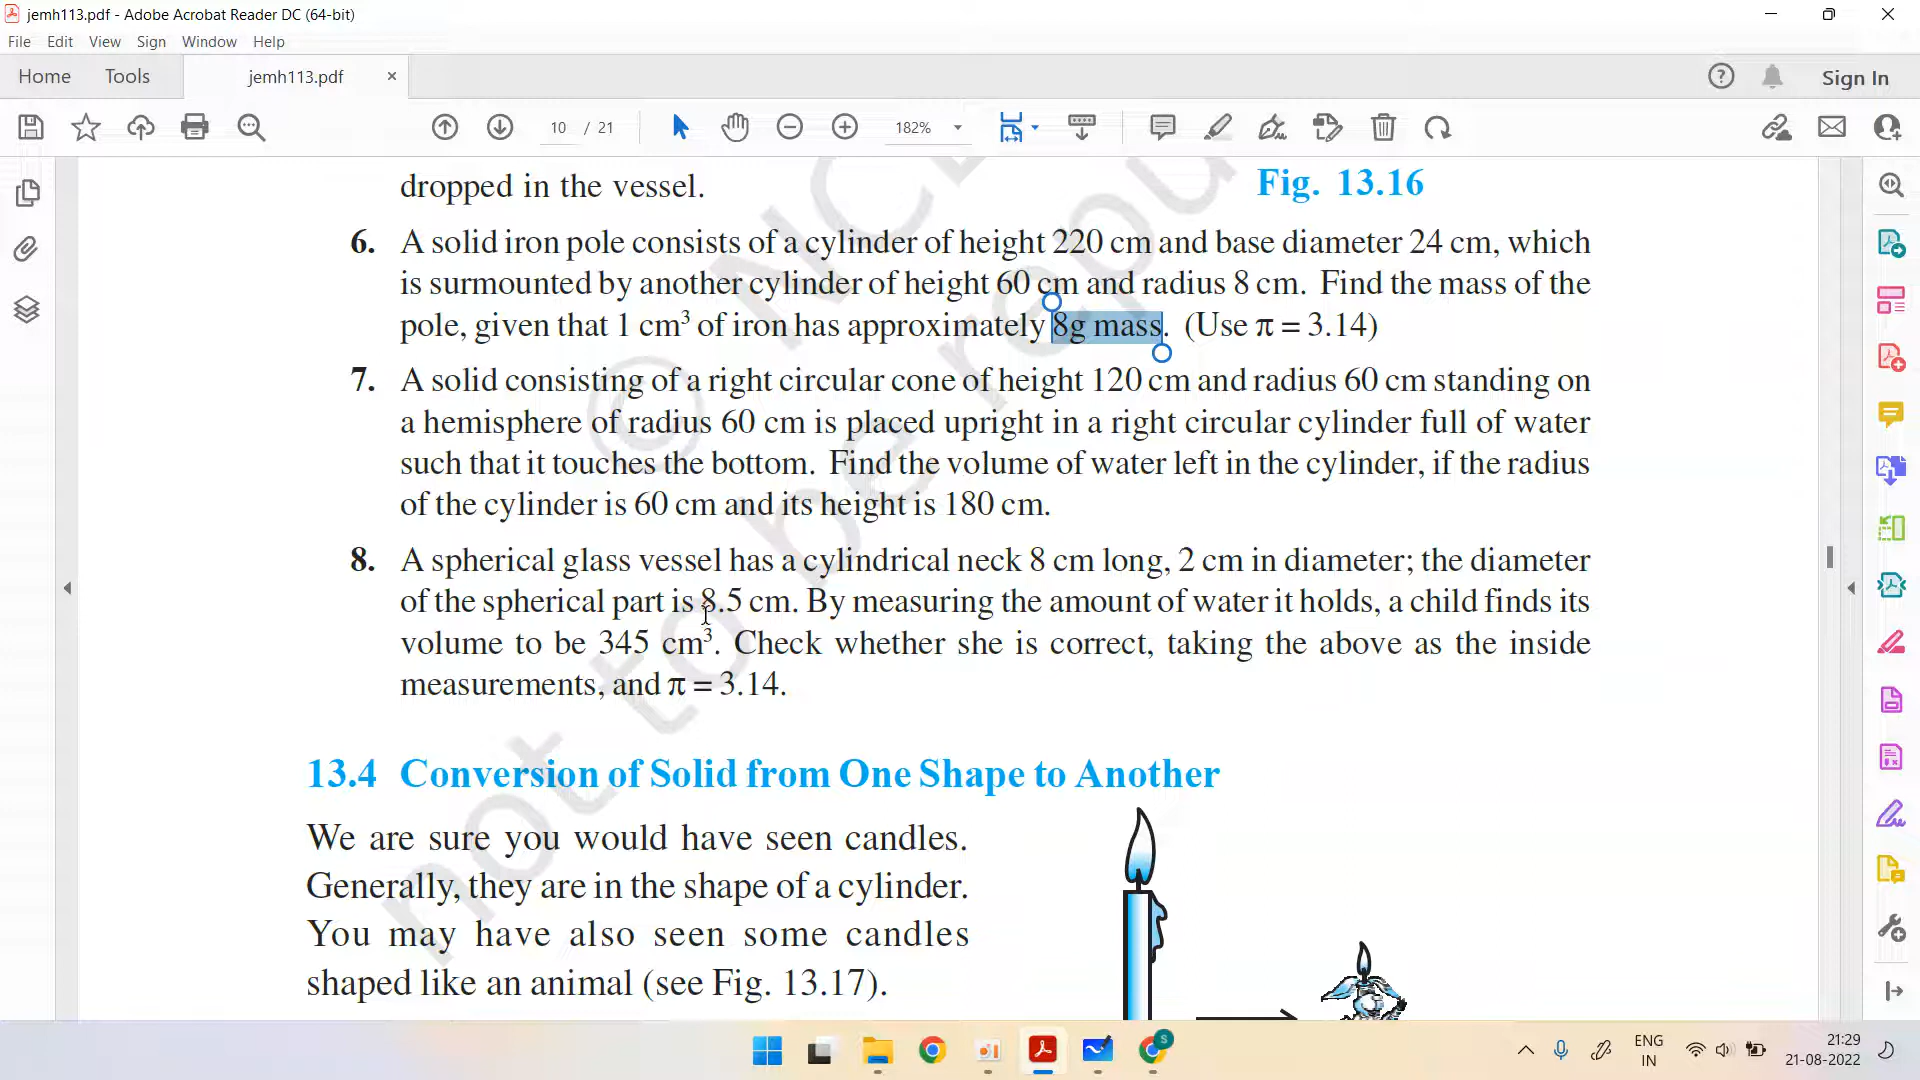 jemh113.pdf - Adobe Acrobat Reader DC (64-bit)
File Edit View Sign Window Help
Home Tools jemh113.pdf × Sign In
10 / 21 182%
dropped in the vessel.
Fig. 13.16
6. A solid iron pole consists of a cylinder of height 220 cm and base diameter 24 cm, which
is surmounted by another cylinder of height 60 cm and radius 8 cm. Find the mass of the
pole, given that 1 cm³ of iron has approximately 8g mass. (Use π = 3.14)
7. A solid consisting of a right circular cone of height 120 cm and radius 60 cm standing on
a hemisphere of radius 60 cm is placed upright in a right circular cylinder full of water
such that it touches the bottom. Find the volume of water left in the cylinder, if the radius
of the cylinder is 60 cm and its height is 180 cm.
8. A spherical glass vessel has a cylindrical neck 8 cm long, 2 cm in diameter; the diameter
of the spherical part is 8.5 cm. By measuring the amount of water it holds, a child finds its
volume to be 345 cm³. Check whether she is correct, taking the above as the inside
measurements, and π = 3.14.
13.4 Conversion of Solid from One Shape to Another
We are sure you would have seen candles.
Generally, they are in the shape of a cylinder.
You may have also seen some candles
shaped like an animal (see Fig. 13.17).
© NCE
not to be repu
ENG
IN
21:29
21-08-2022